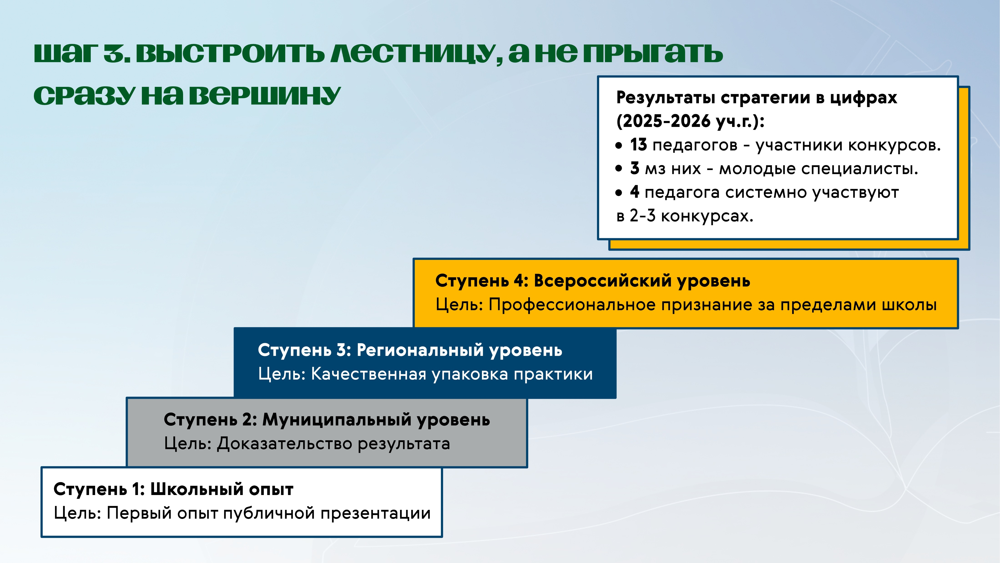 Шаг 3. Выстроить лестницу, а не прыгать
сразу на вершину
Результаты стратегии в цифрах
(2025-2026 уч.г.):
• 13 педагогов - участники конкурсов.
• 3 мз них - молодые специалисты.
• 4 педагога системно участвуют
в 2-3 конкурсах.
Ступень 4: Всероссийский уровень
Цель: Профессиональное признание за пределами школы
Ступень 3: Региональный уровень
Цель: Качественная упаковка практики
Ступень 2: Муниципальный уровень
Цель: Доказательство результата
Ступень 1: Школьный опыт
Цель: Первый опыт публичной презентации